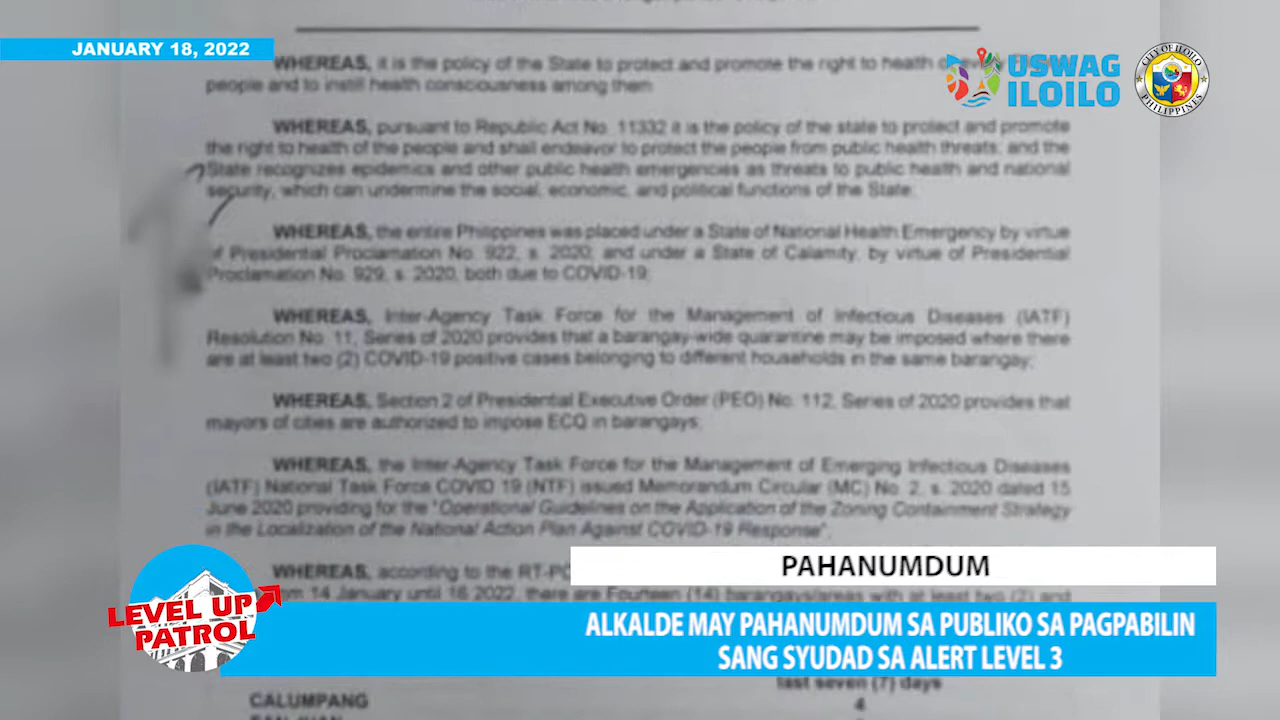 JANUARY 18, 2022
USWAG
ILOILO
CITY OF ILOILO
PHILIPPINES
WHEREAS, it is the policy of the State to protect and promote the right to health of
people and to instill health consciousness among them
WHEREAS, pursuant to Republic Act No. 11332 it is the policy of the state to protect and promote
the right to health of the people and shall endeavor to protect the people from public health threats; and the
State recognizes epidemics and other public health emergencies as threats to public health and national
security, which can undermine the social, economic, and political functions of the State;
WHEREAS, the entire Philippines was placed under a State of National Health Emergency by virtue
of Presidential Proclamation No. 922, s. 2020; and under a State of Calamity, by virtue of Presidential
Proclamation No. 929, s. 2020, both due to COVID-19;
WHEREAS, Inter-Agency Task Force for the Management of Infectious Diseases (IATF)
Resolution No. 11, Series of 2020 provides that a barangay-wide quarantine may be imposed where there
are at least two (2) COVID-19 positive cases belonging to different households in the same barangay;
WHEREAS, Section 2 of Presidential Executive Order (PEO) No. 112, Series of 2020 provides that
mayors of cities are authorized to impose ECQ in barangays;
WHEREAS, the Inter-Agency Task Force for the Management of Emerging Infectious Diseases
(IATF) National Task Force COVID 19 (NTF) issued Memorandum Circular (MC) No. 2, s. 2020 dated 15
June 2020 providing for the "Operational Guidelines on the Application of the Zoning Containment Strategy
in the Localization of the National Action Plan Against COVID-19 Response";
WHEREAS, according to the
14 January until 16 2022, there are Fourteen (14) barangays/areas with at least two (2) and
PAHANUMDUM
LEVEL UP
PATROL
ALKALDE MAY PAHANUMDUM SA PUBLIKO SA PAGPABILIN
SANG SYUDAD SA ALERT LEVEL 3
last seven (7) days
CALUMPANG 4